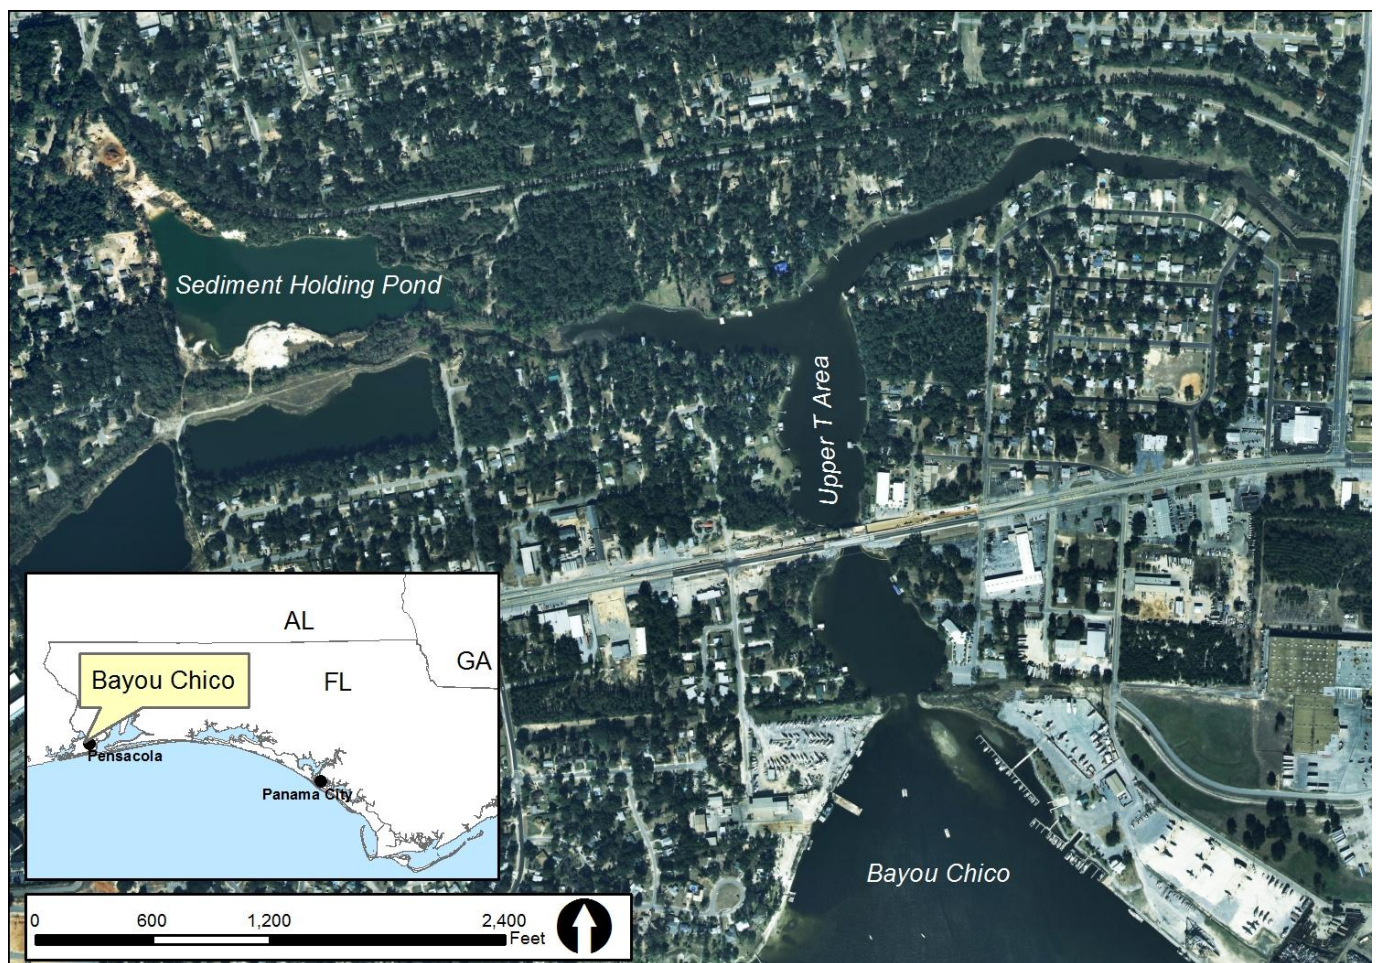 Sediment Holding Pond
Upper T Area
AL
GA
Bayou Chico
FL
Pensacola
Panama City
Bayou Chico
0 600 1,200 2,400
Feet